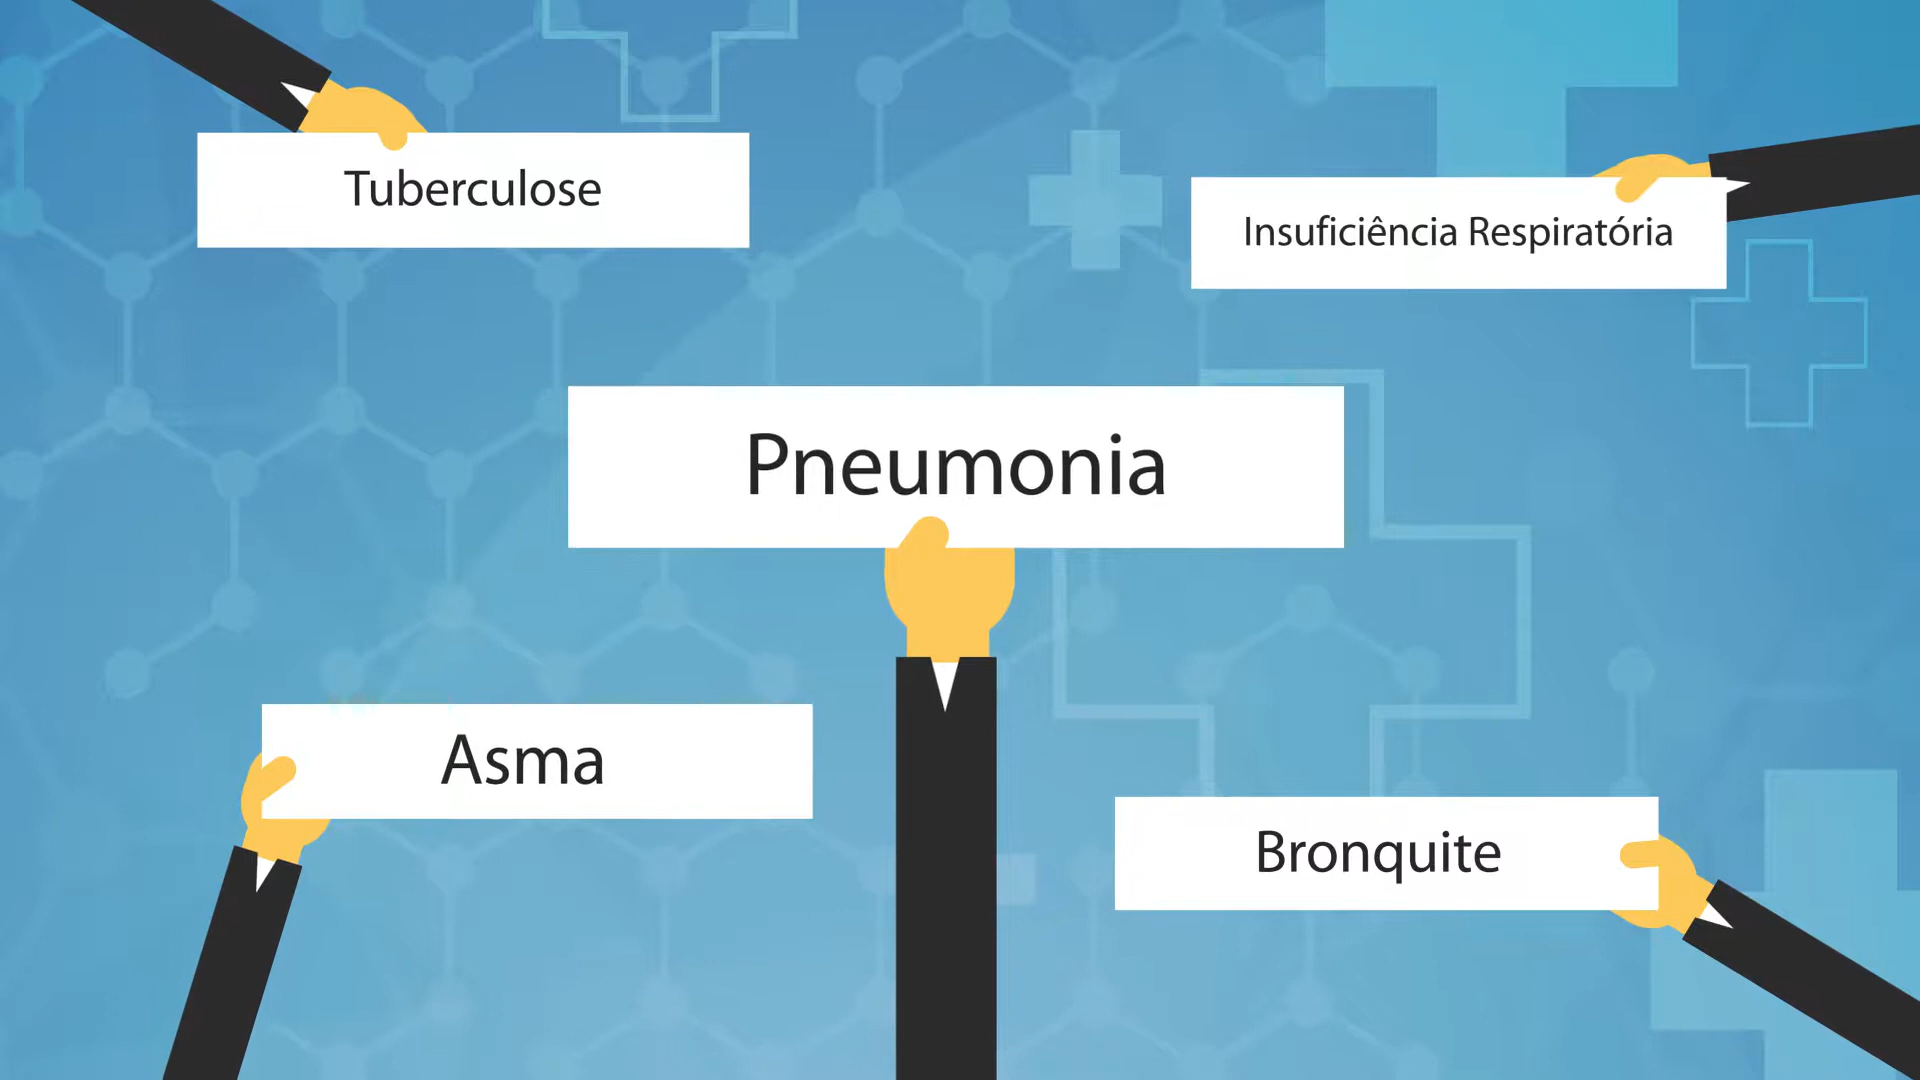 Tuberculose
Insuficiência Respiratória
Pneumonia
Asma
Bronquite